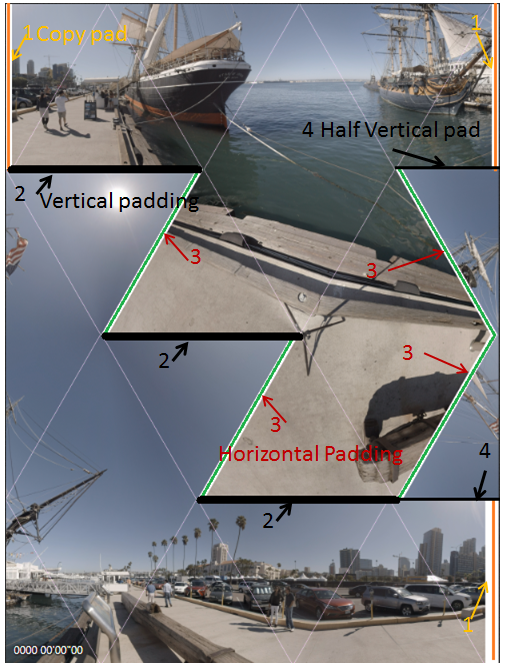 1 Copy pad
1
4 Half Vertical pad
2
Vertical padding
3
3
2
3
3
Horizontal Padding
4
2
1
0000 00'00"00